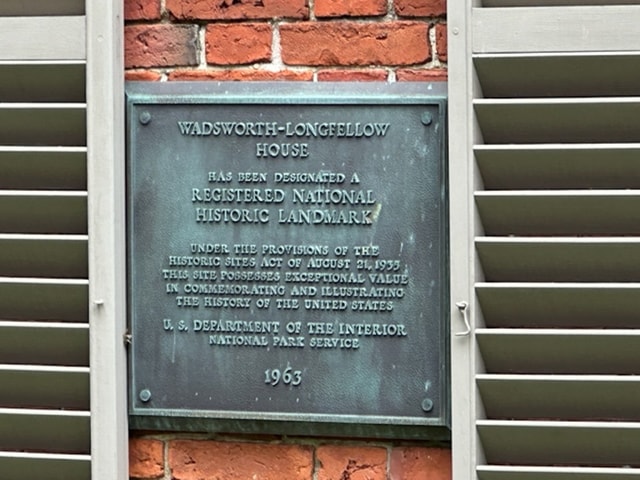 WADSWORTH-LONGFELLOW
HOUSE
HAS BEEN DESIGNATED A
REGISTERED NATIONAL
HISTORIC LANDMARK
UNDER THE PROVISIONS OF THE
HISTORIC SITES ACT OF AUGUST 21, 1935
THIS SITE POSSESSES EXCEPTIONAL VALUE
IN COMMEMORATING AND ILLUSTRATING
THE HISTORY OF THE UNITED STATES
U. S. DEPARTMENT OF THE INTERIOR
NATIONAL PARK SERVICE
1963